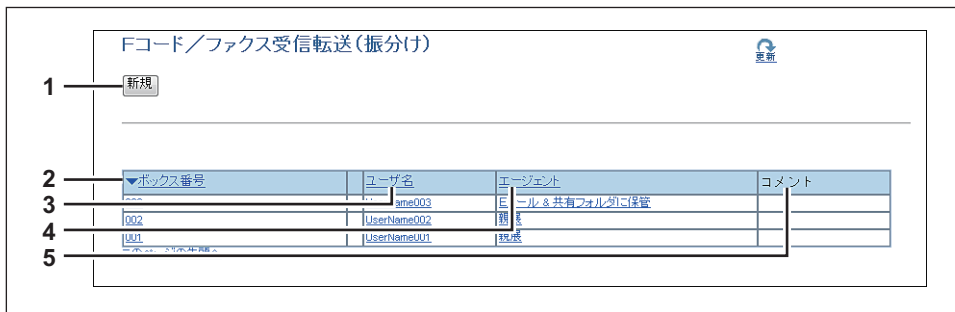 Fコード／ファクス受信転送（振分け）
更新
1
新規
2
▼ボックス番号 ユーザ名 エージェント コメント
3
ame003 ール & 共有フォルダに保管
002 UserName002 親展
4
001 UserName001 親展
5